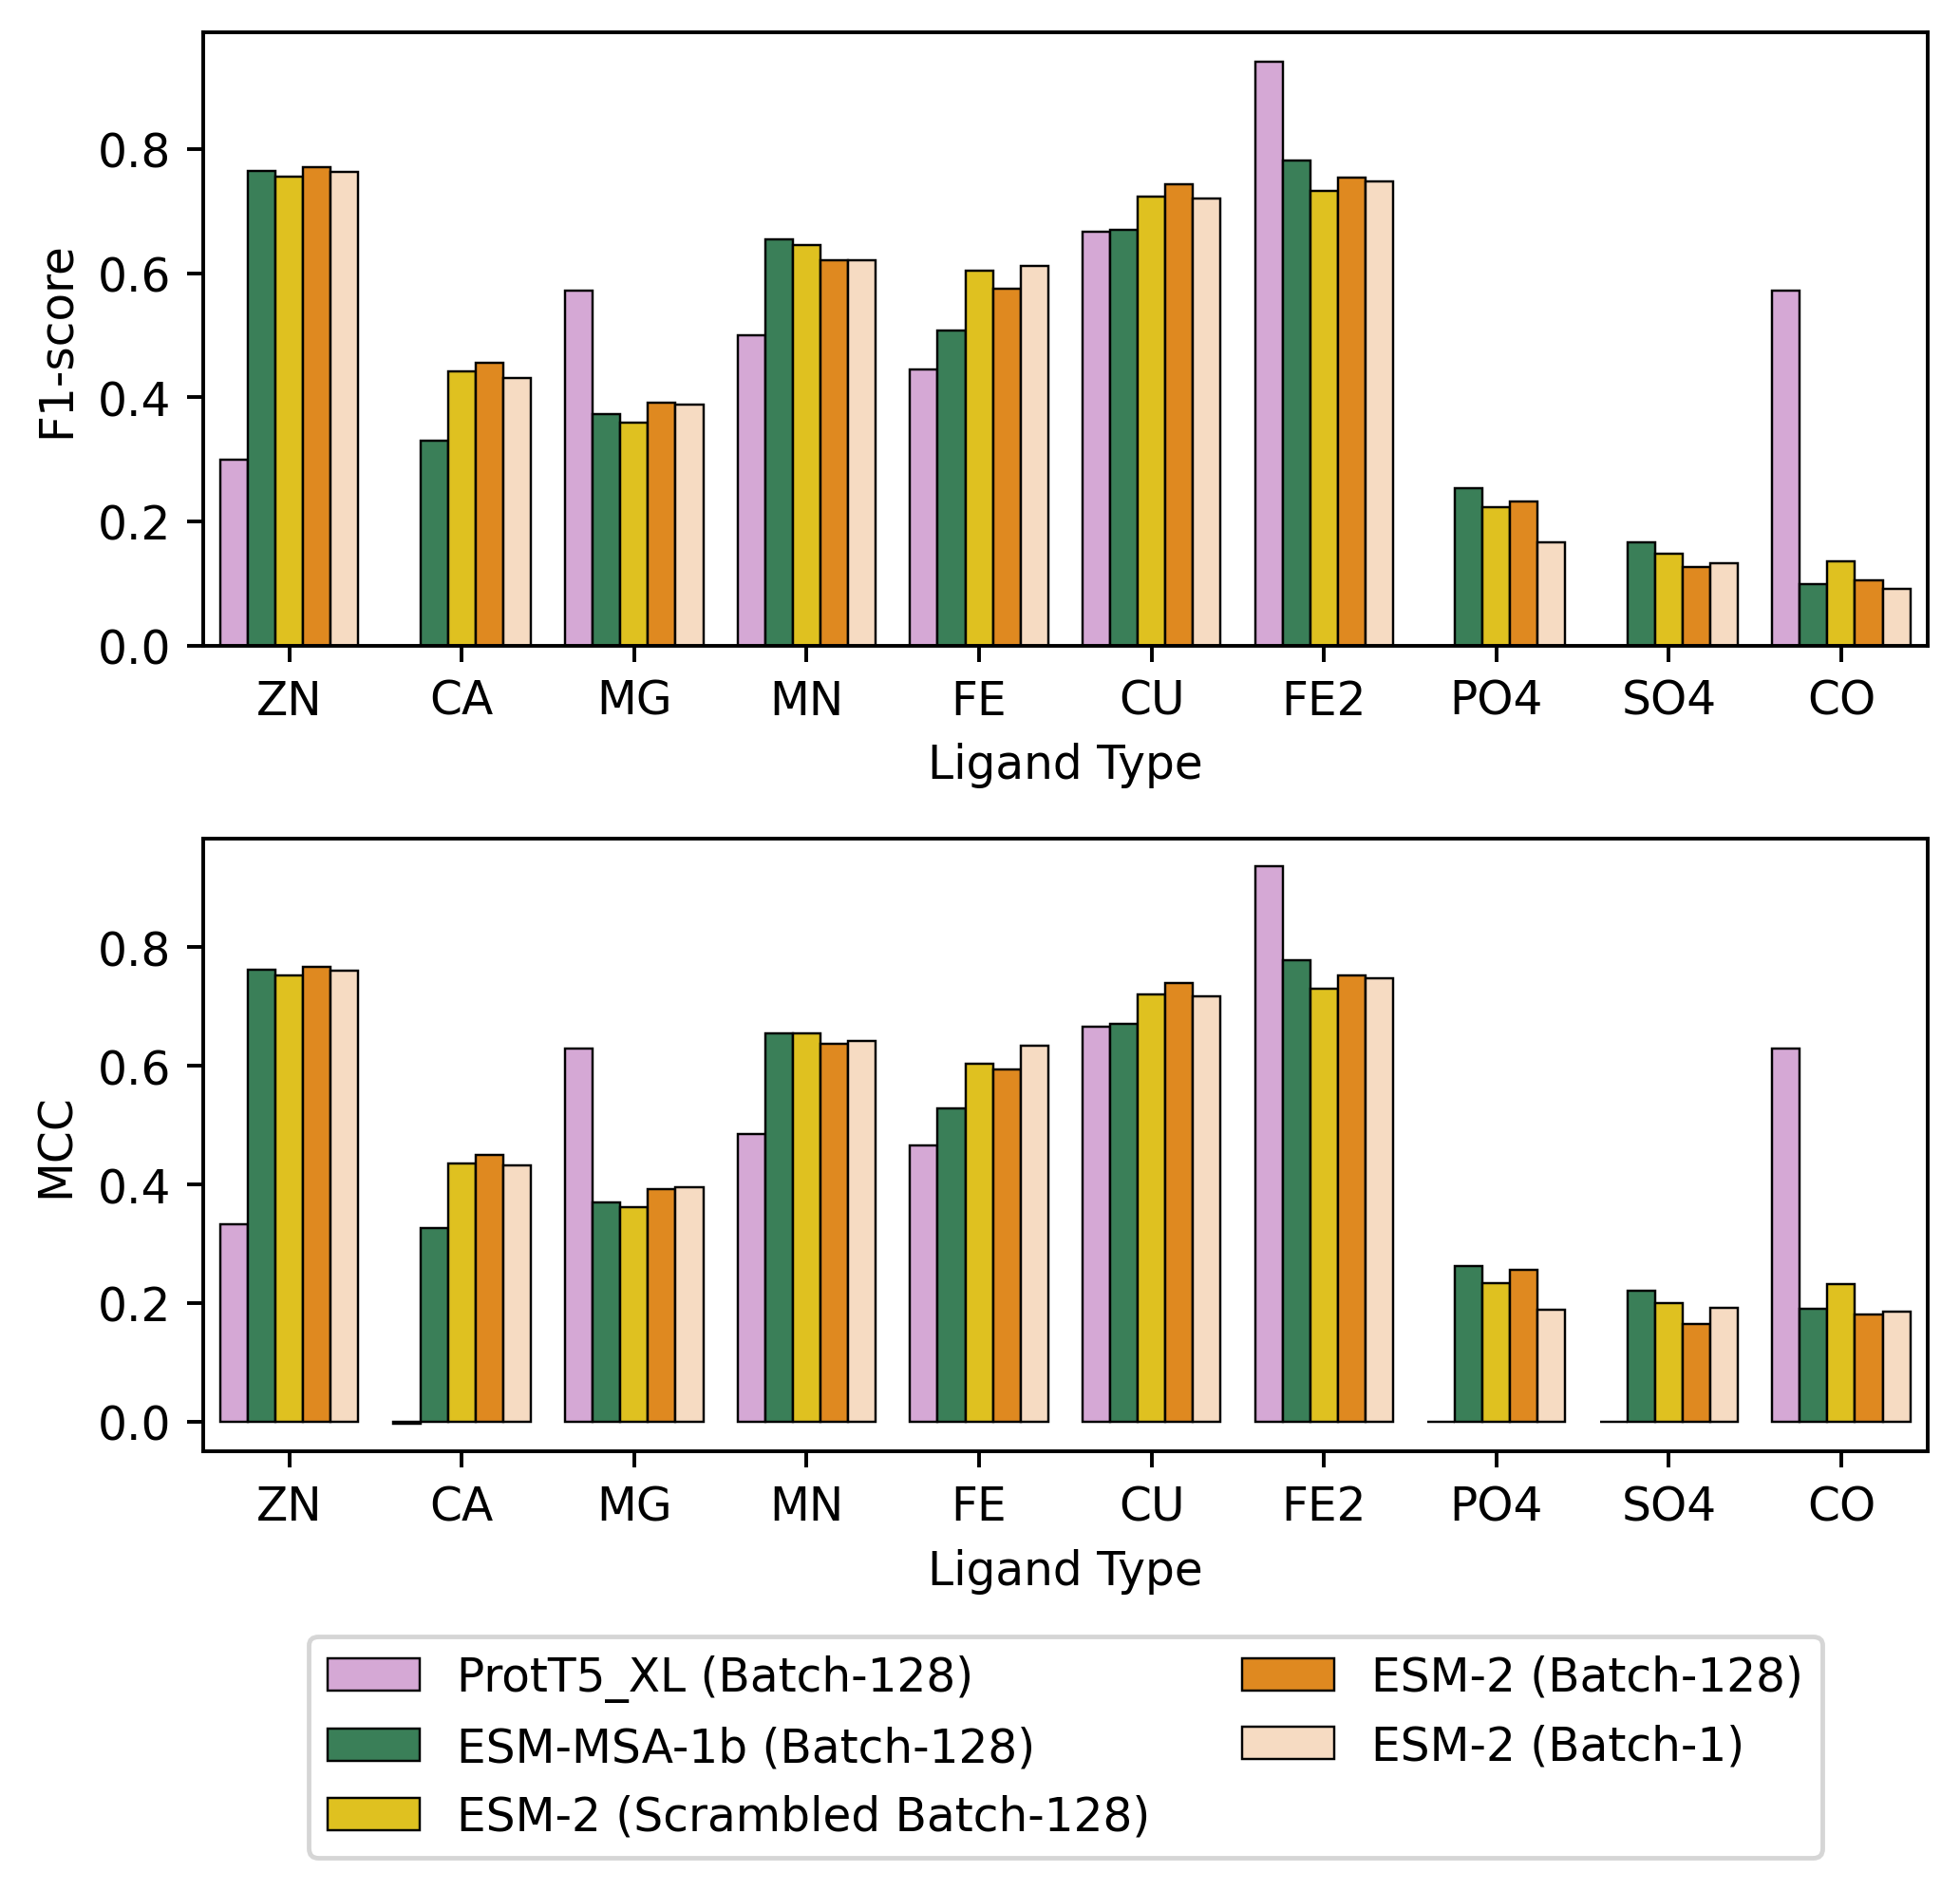 F1-score
0.8
0.6
0.4
0.2
0.0
ZN CA MG MN FE CU FE2 PO4 SO4 CO
Ligand Type
MCC
0.8
0.6
0.4
0.2
0.0
ZN CA MG MN FE CU FE2 PO4 SO4 CO
Ligand Type
ProtT5_XL (Batch-128)
ESM-MSA-1b (Batch-128)
ESM-2 (Scrambled Batch-128)
ESM-2 (Batch-128)
ESM-2 (Batch-1)